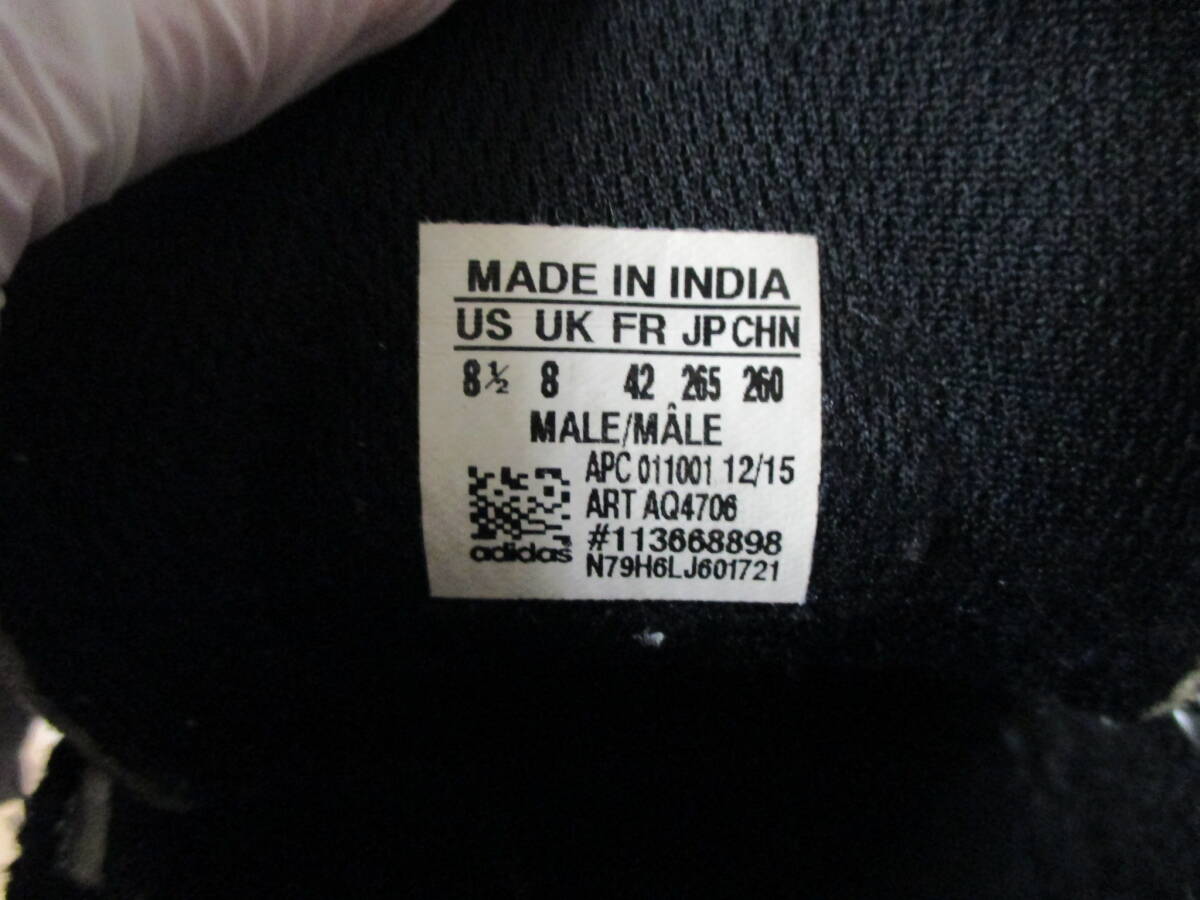 MADE IN INDIA
US UK FR JP CHN
8½ 8 42 265 260
MALE/MÂLE
APC 011001 12/15
ART AQ4706
#113668898
adidas N79H6LJ601721